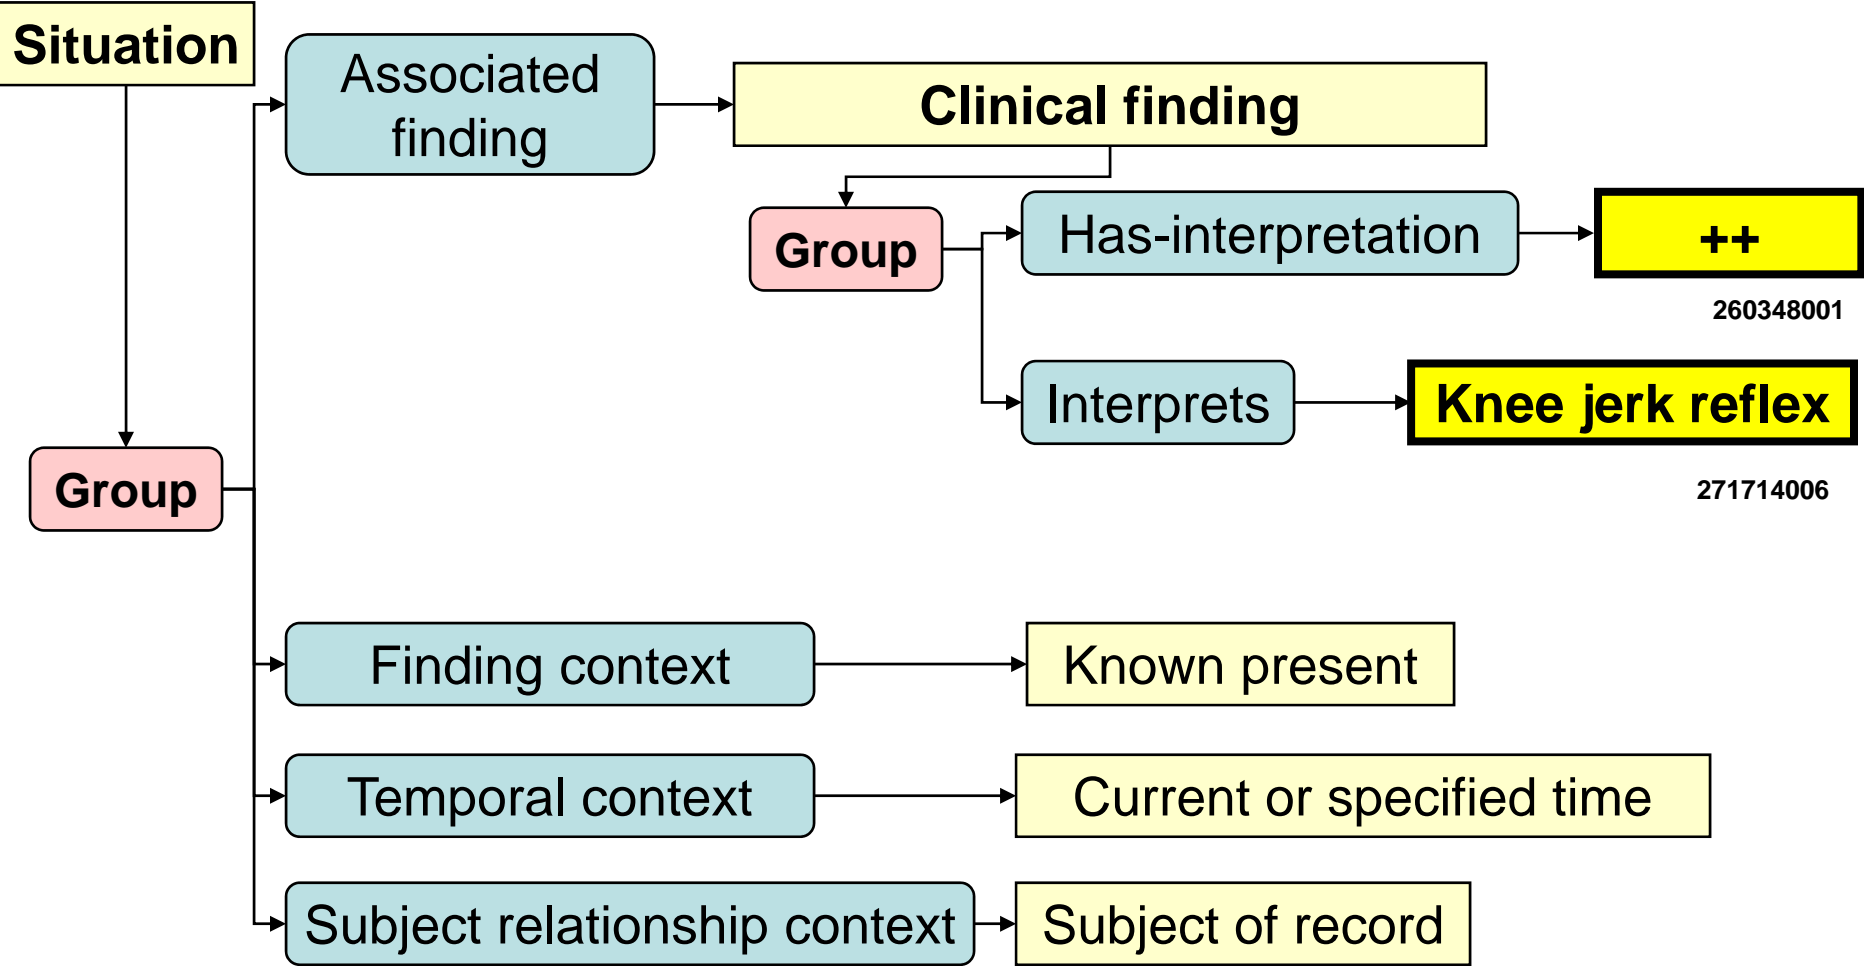 Situation
Associated
finding
Clinical finding
Group
Has-interpretation
++
260348001
Interprets
Knee jerk reflex
271714006
Group
Finding context
Known present
Temporal context
Current or specified time
Subject relationship context
Subject of record